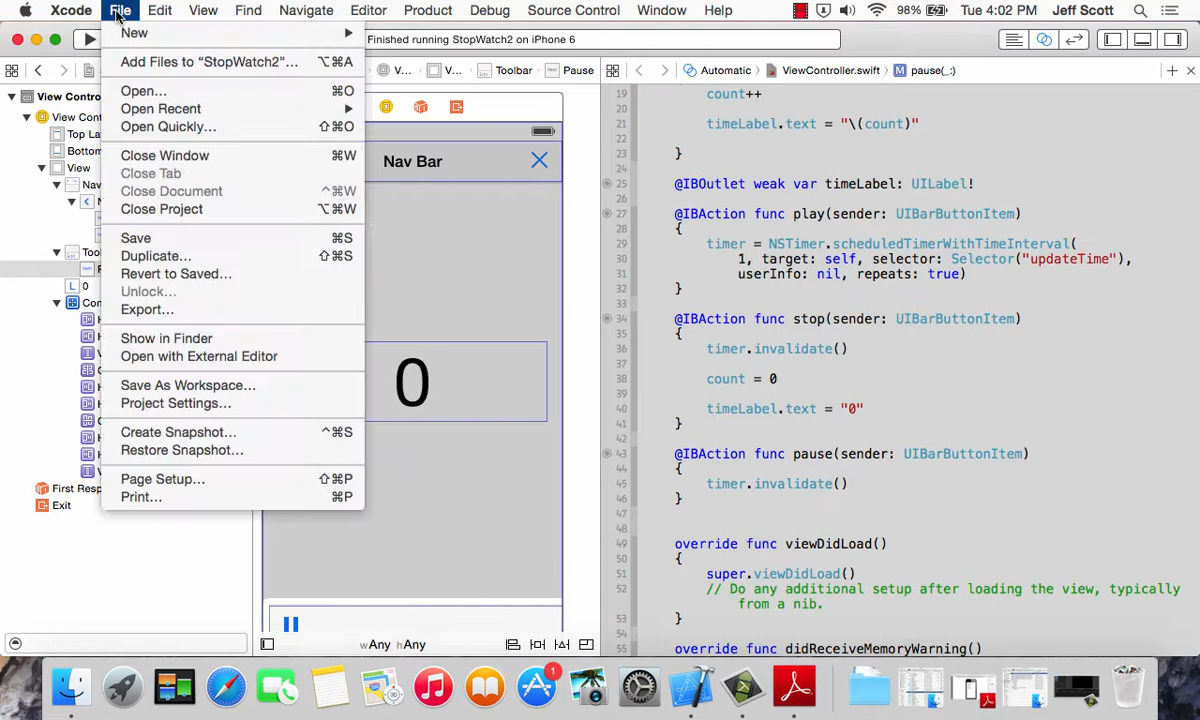 Xcode File Edit View Find Navigate Editor Product Debug Source Control Window Help 98% Tue 4:02 PM Jeff Scott
Finished running StopWatch2 on iPhone 6
V... V... Toolbar Pause
Automatic ViewController.swift M pause(_:)
New
Add Files to “StopWatch2”... ⌥⌘A
Open... ⌘O
Open Recent
Open Quickly... ⇧⌘O
Close Window ⌘W
Close Tab
Close Document ^⌘W
Close Project ⌥⌘W
Save ⌘S
Duplicate... ⇧⌘S
Revert to Saved...
Unlock...
Export...
Show in Finder
Open with External Editor
Save As Workspace...
Project Settings...
Create Snapshot... ^⌘S
Restore Snapshot...
Page Setup... ⇧⌘P
Print... ⌘P
View Contr
View Cont
Top La
Bottom
View
Nav
Too
L 0
Con
First Resp
Exit
Nav Bar
0
wAny hAny
19
20 count++
21 timeLabel.text = "\(count)"
22
23 }
24
25 @IBOutlet weak var timeLabel: UILabel!
26
27 @IBAction func play(sender: UIBarButtonItem)
28 {
29 timer = NSTimer.scheduledTimerWithTimeInterval(
30 1, target: self, selector: Selector("updateTime"),
31 userInfo: nil, repeats: true)
32 }
33
34 @IBAction func stop(sender: UIBarButtonItem)
35 {
36 timer.invalidate()
37
38 count = 0
39
40 timeLabel.text = "0"
41 }
42
43 @IBAction func pause(sender: UIBarButtonItem)
44 {
45 timer.invalidate()
46 }
47
48
49 override func viewDidLoad()
50 {
51 super.viewDidLoad()
52 // Do any additional setup after loading the view, typically
from a nib.
53 }
54
55 override func didReceiveMemoryWarning()
1